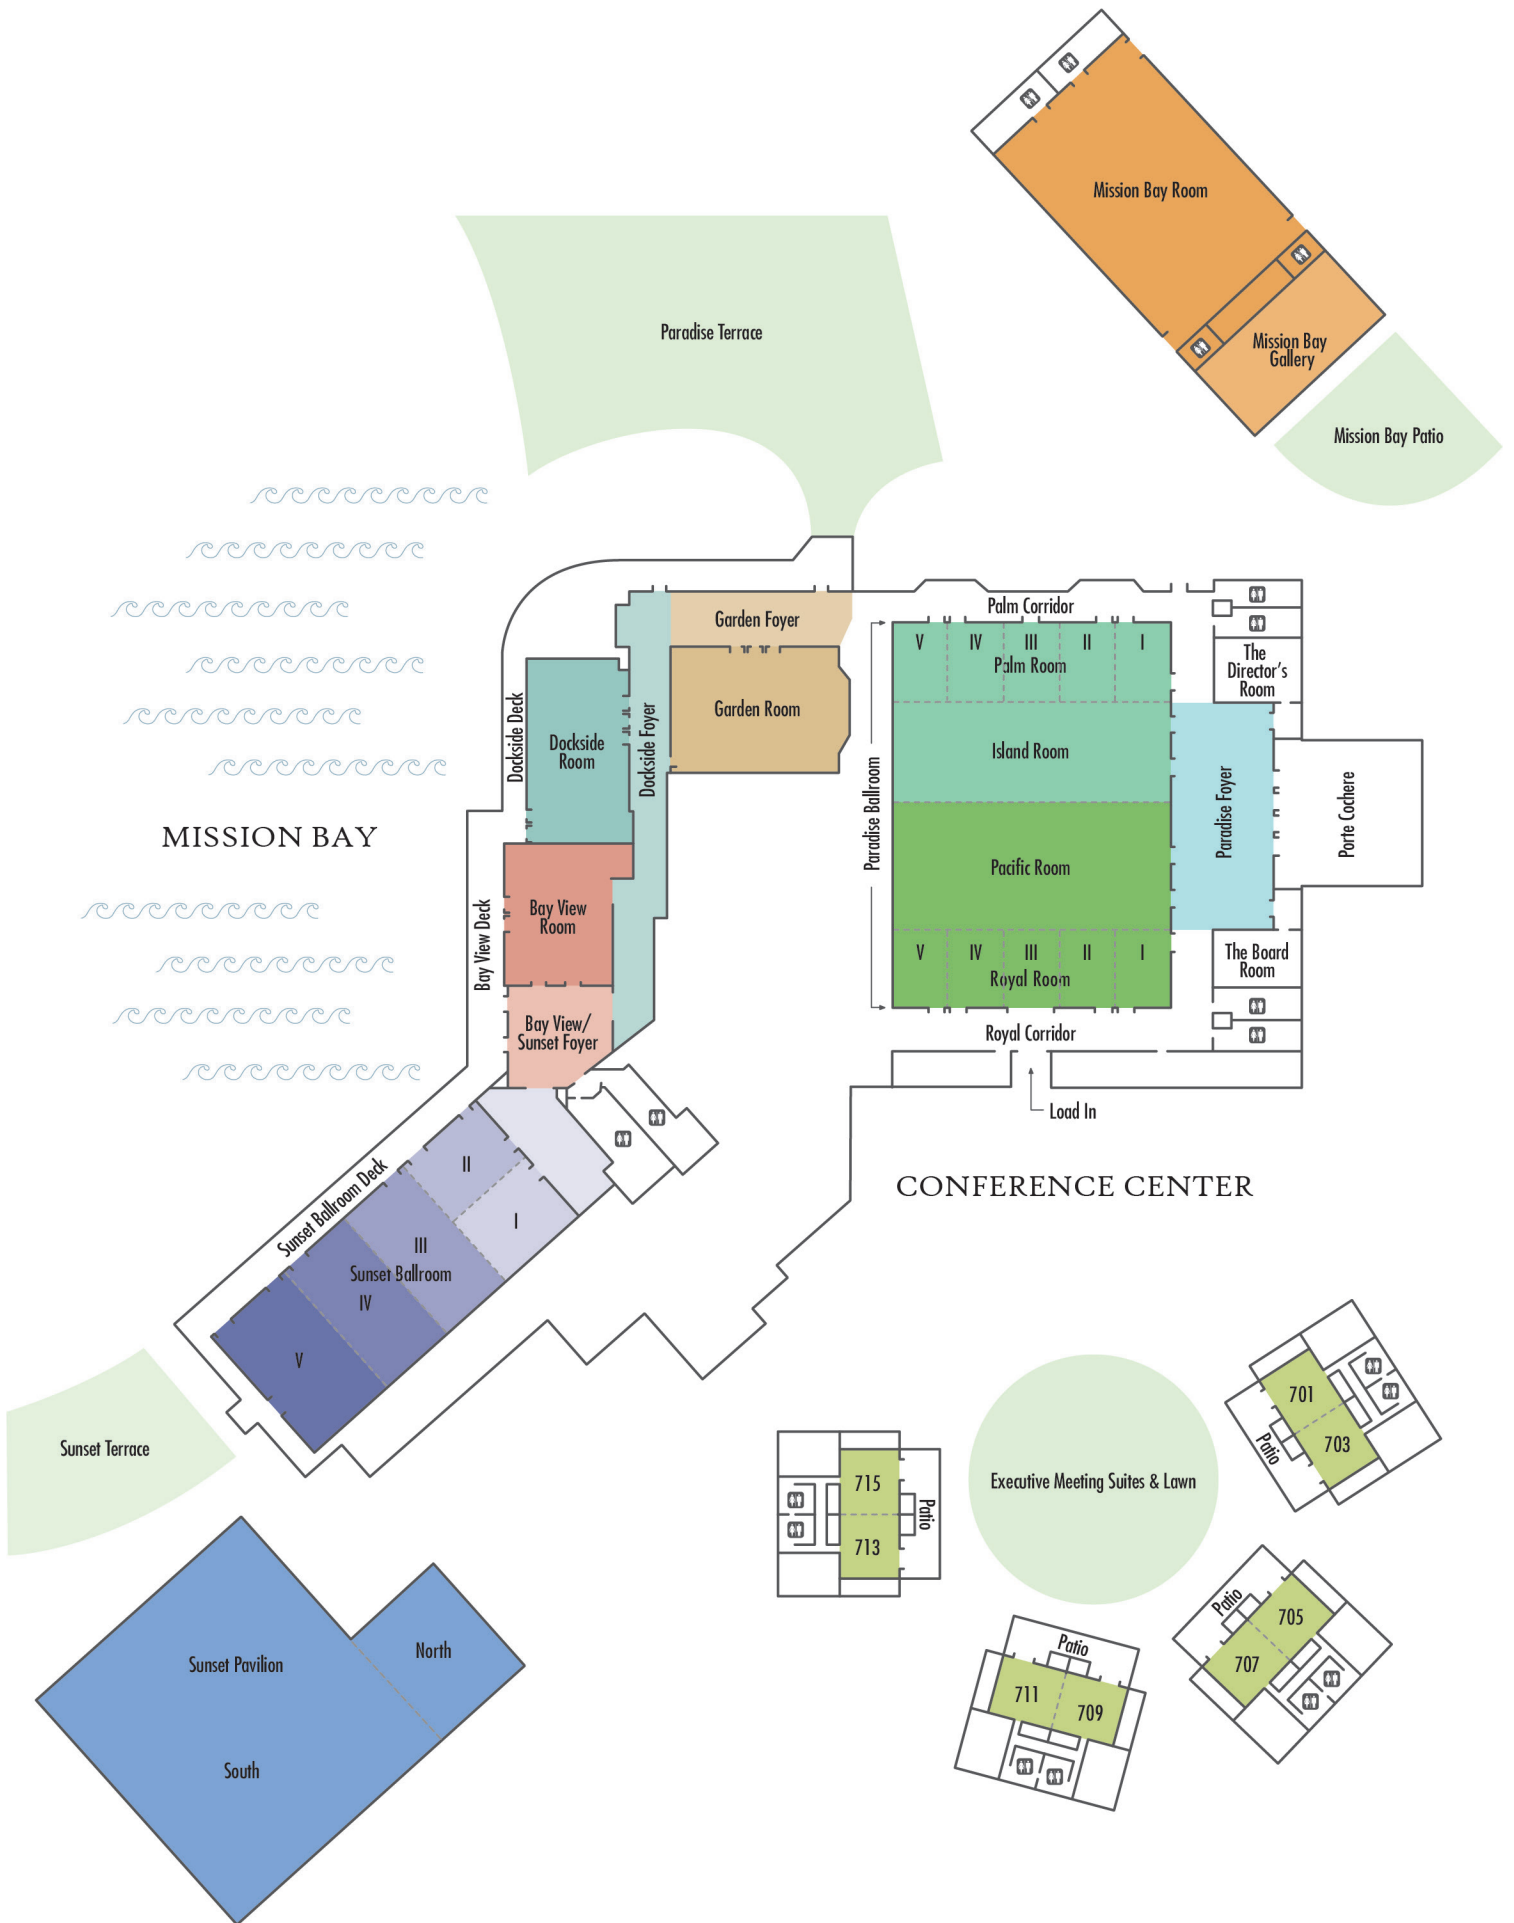 Mission Bay Room
Mission Bay
Gallery
Mission Bay Patio
Paradise Terrace
Garden Foyer
Garden Room
Dockside Deck
Dockside
Room
Dockside Foyer
MISSION BAY
Bay View Deck
Bay View
Room
Bay View/
Sunset Foyer
Palm Corridor
V IV III II I
Palm Room
Island Room
Paradise Ballroom
Pacific Room
V IV III II I
Royal Room
Royal Corridor
Load In
The
Director's
Room
Paradise Foyer
Porte Cochere
The Board
Room
CONFERENCE CENTER
Sunset Ballroom Deck
II
I
III
Sunset Ballroom
IV
V
Sunset Terrace
Sunset Pavilion
North
South
Executive Meeting Suites & Lawn
701
703
Patio
715
713
Patio
Patio
705
707
Patio
711
709